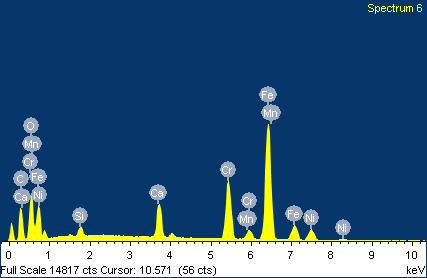 Spectrum 6
Fe
Mn
O
Mn
Cr
C
Fe
Ca
Ni
Si
Ca
Cr
Cr
Mn
Fe
Ni
Ni
0 1 2 3 4 5 6 7 8 9 10
Full Scale 14817 cts Cursor: 10.571 (56 cts) keV